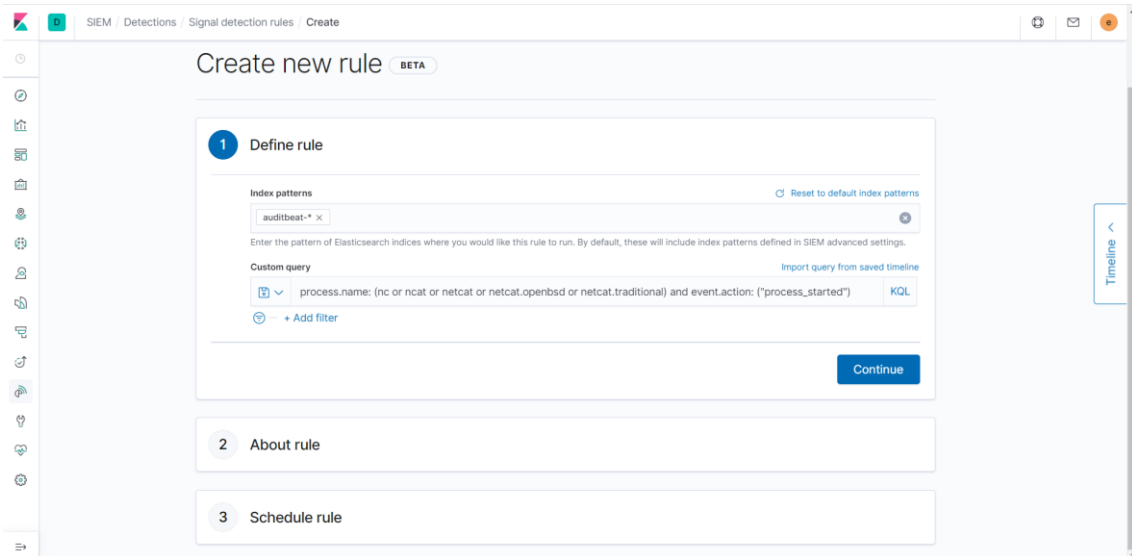 D SIEM / Detections / Signal detection rules / Create e
Create new rule BETA
1 Define rule
Index patterns Reset to default index patterns
auditbeat-* ×
Enter the pattern of Elasticsearch indices where you would like this rule to run. By default, these will include index patterns defined in SIEM advanced settings.
Custom query Import query from saved timeline
process.name: (nc or ncat or netcat or netcat.openbsd or netcat.traditional) and event.action: ("process_started") KQL
+ Add filter
Continue
2 About rule
3 Schedule rule
Timeline